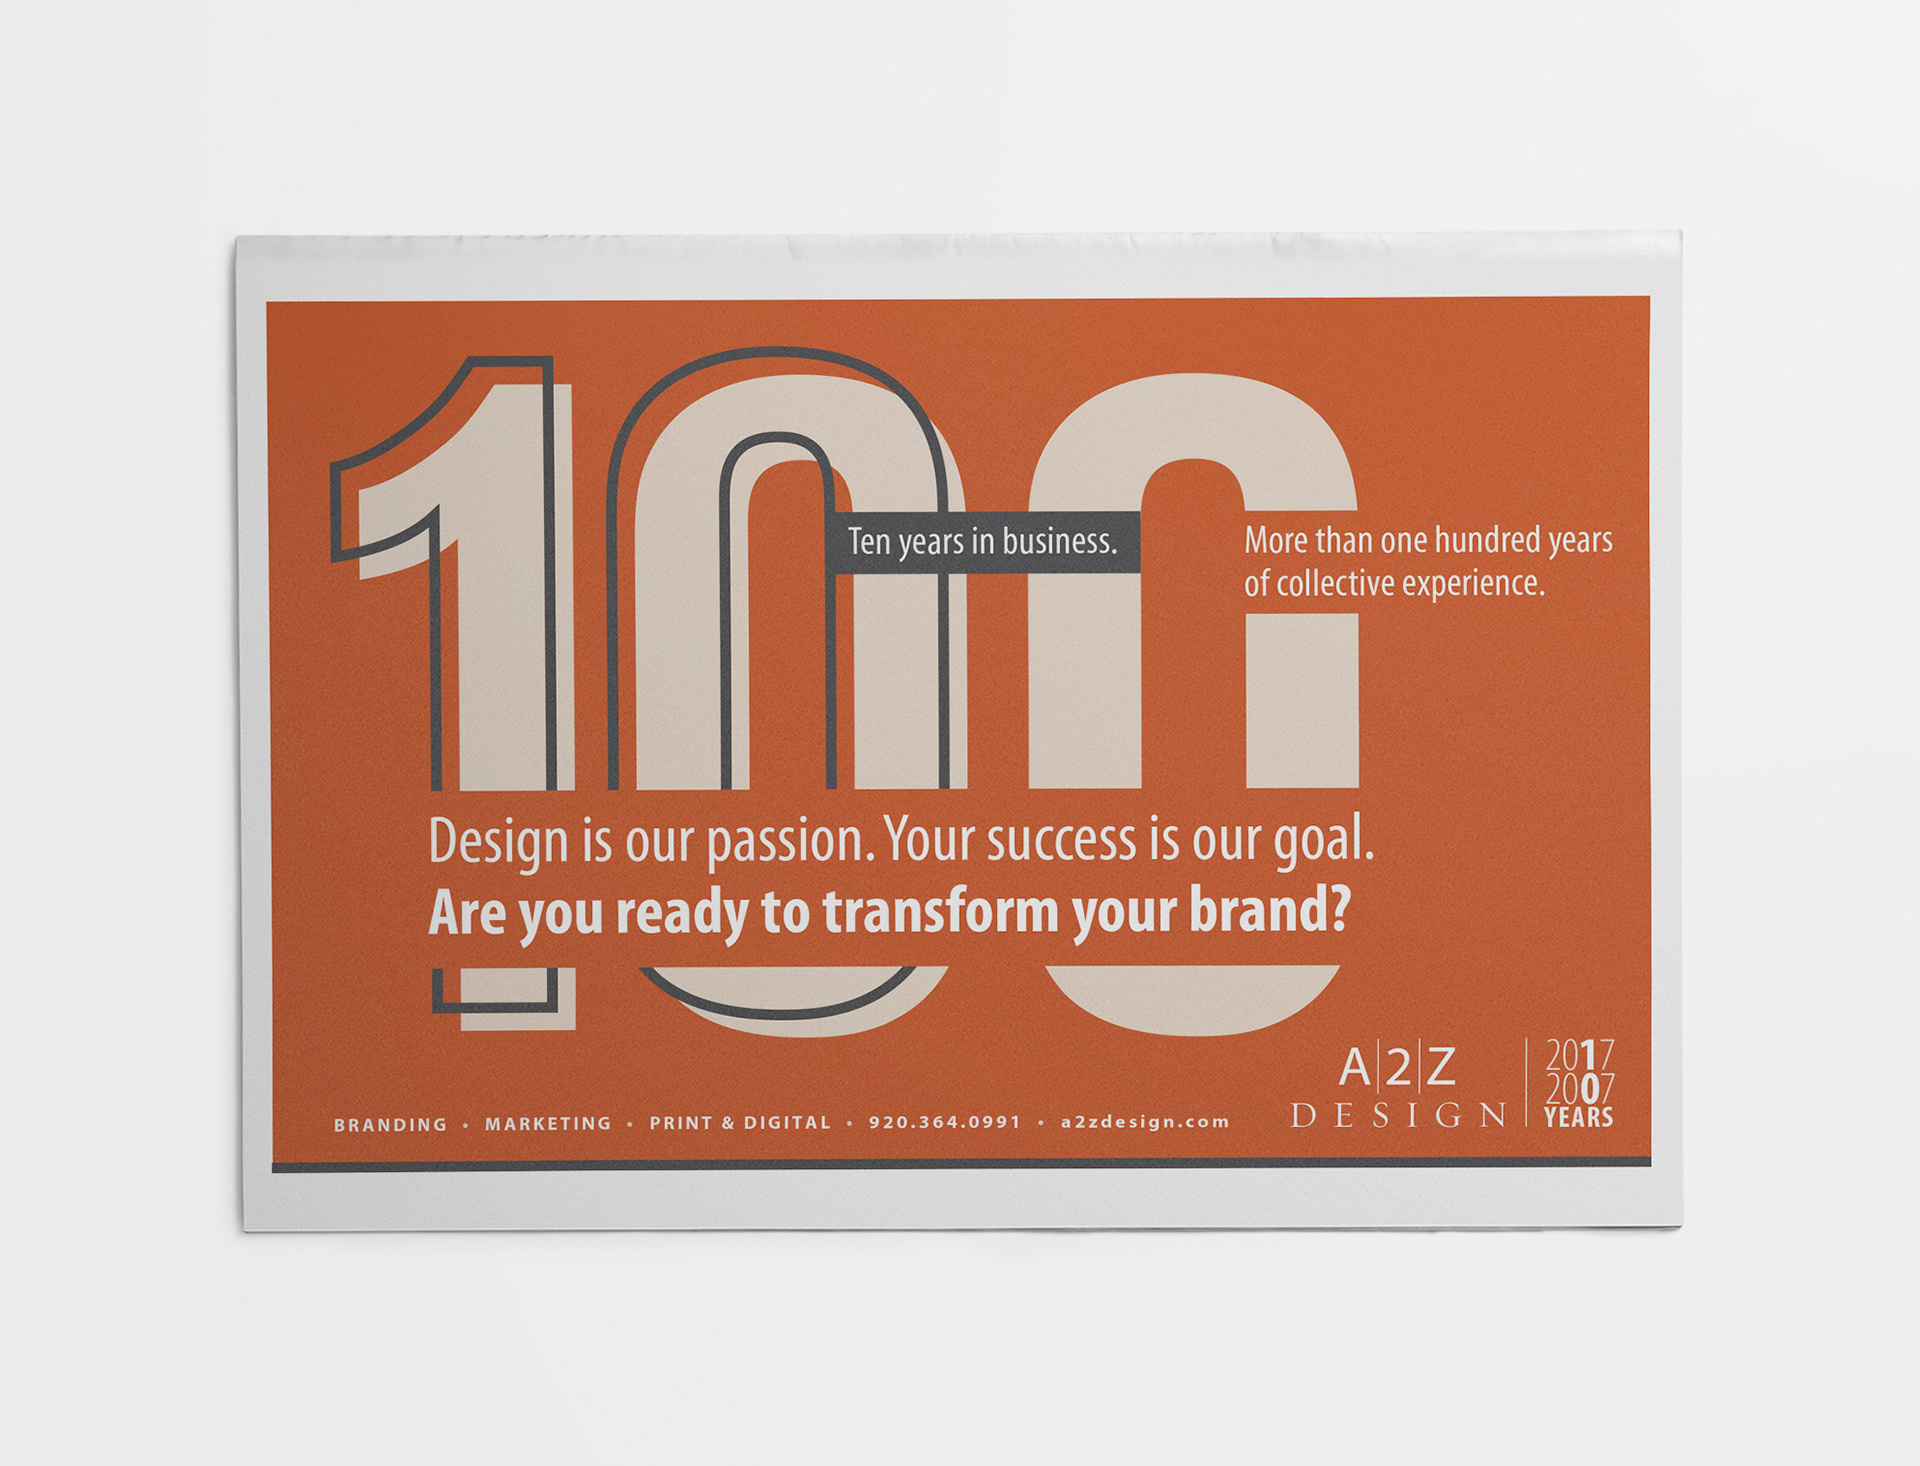 100
Ten years in business.
More than one hundred years
of collective experience.
Design is our passion. Your success is our goal.
Are you ready to transform your brand?
BRANDING • MARKETING • PRINT & DIGITAL • 920.364.0991 • a2zdesign.com
A|2|Z
DESIGN
2017
2007
YEARS